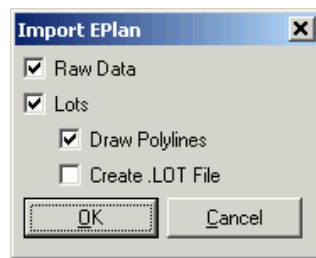 Import EPlan
Raw Data
Lots
Draw Polylines
Create .LOT File
OK Cancel